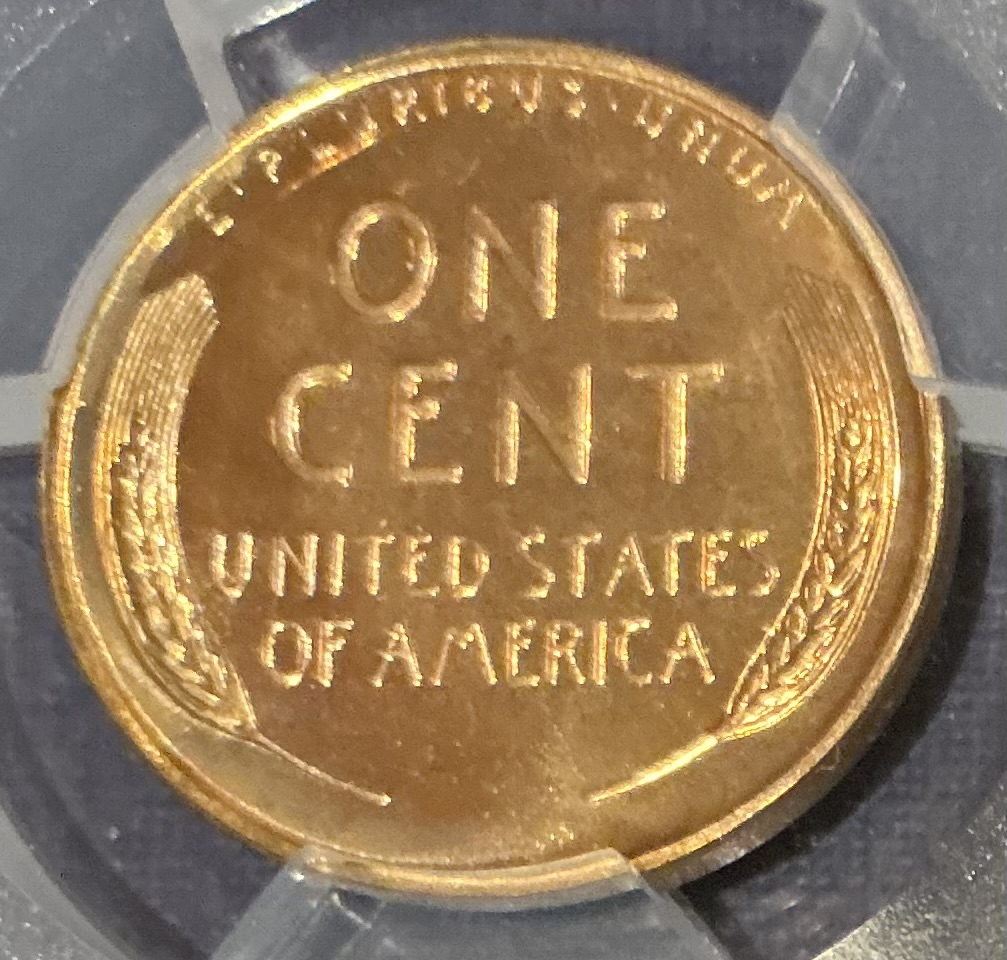 E·PLURIBUS·UNUM
ONE
CENT
UNITED STATES
OF AMERICA